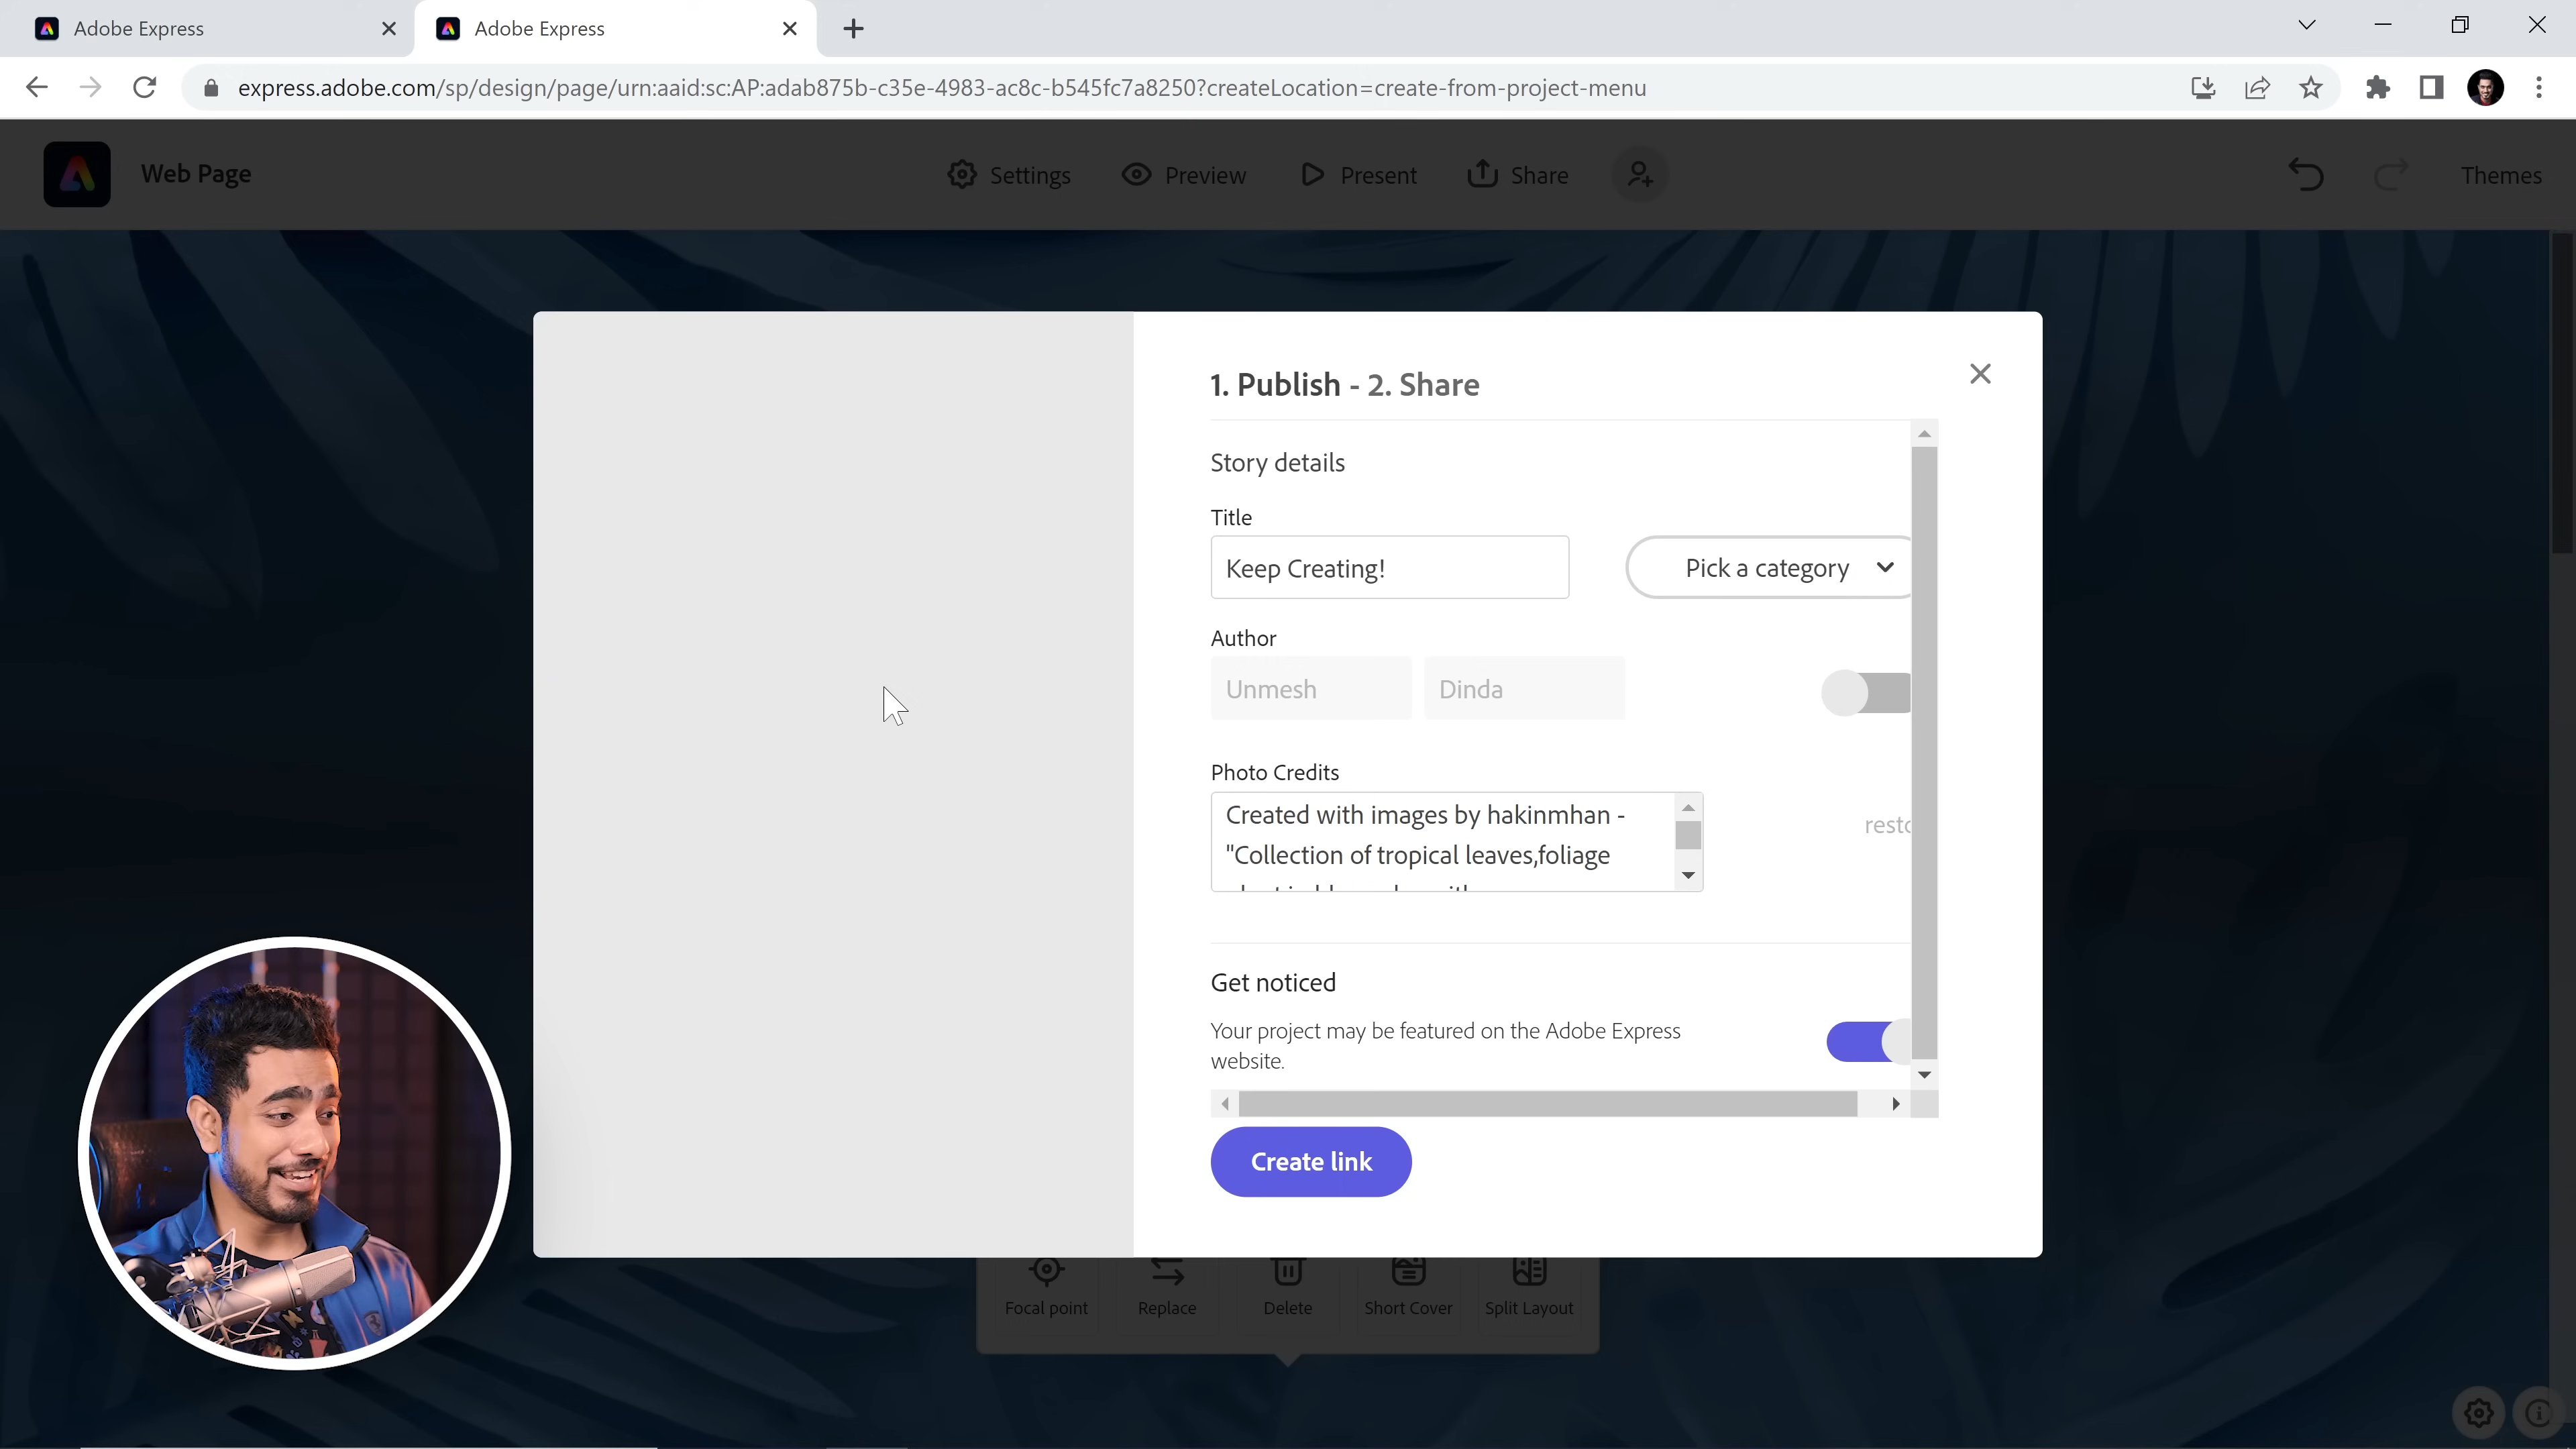 Adobe Express
Adobe Express
express.adobe.com/sp/design/page/urn:aaid:sc:AP:adab875b-c35e-4983-ac8c-b545fc7a8250?createLocation=create-from-project-menu
Web Page
Settings
Preview
Present
Share
Themes
1. Publish - 2. Share
Story details
Title
Keep Creating!
Pick a category
Author
Unmesh
Dinda
Photo Credits
Created with images by hakinmhan -
"Collection of tropical leaves,foliage
resto
Get noticed
Your project may be featured on the Adobe Express
website.
Create link
Focal point
Replace
Delete
Short Cover
Split Layout